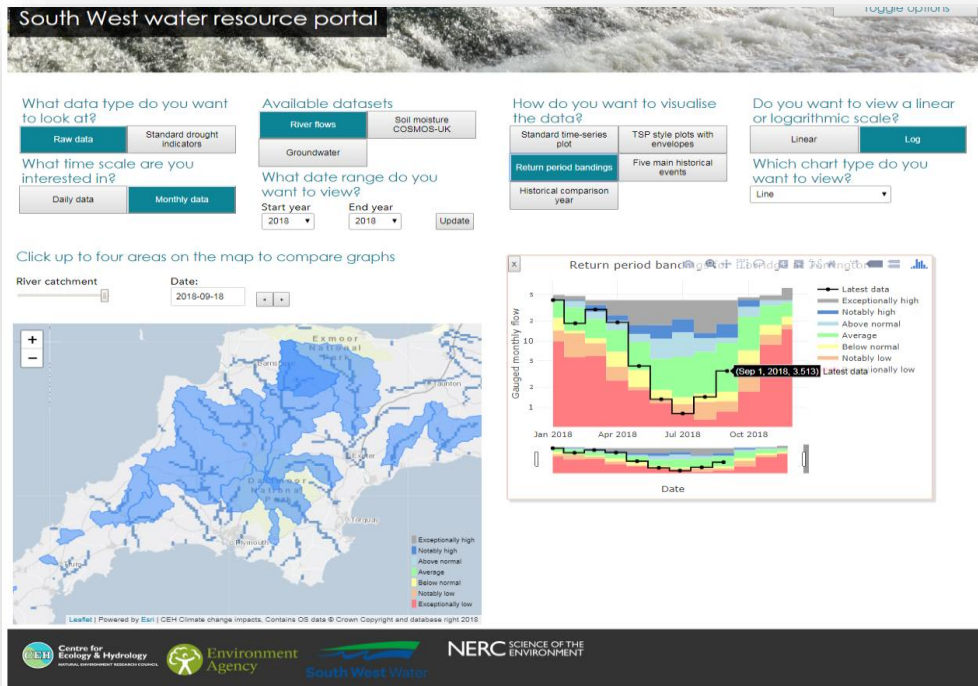 South West water resource portal
Toggle options
What data type do you want
to look at?
Raw data
Standard drought
indicators
What time scale are you
interested in?
Daily data
Monthly data
Available datasets
River flows
Soil moisture
COSMOS-UK
Groundwater
What date range do you
want to view?
Start year
End year
2018
2018
Update
How do you want to visualise
the data?
Standard time-series
plot
TSP style plots with
envelopes
Return period bandings
Five main historical
events
Historical comparison
year
Do you want to view a linear
or logarithmic scale?
Linear
Log
Which chart type do you
want to view?
Line
Click up to four areas on the map to compare graphs
River catchment
Date:
2018-09-18
+
−
Exmoor
National
Park
Taunton
Exeter
Dartmoor
National
Park
Torquay
Plymouth
Truro
Exceptionally high
Notably high
Above normal
Average
Below normal
Notably low
Exceptionally low
Leaflet | Powered by Esri | CEH Climate change impacts, Contains OS data © Crown Copyright and database right 2018
x
Return period
Torrington
Gauged monthly flow
5
2
10
5
2
1
Jan 2018
Apr 2018
Jul 2018
Oct 2018
Date
Latest data
Exceptionally high
Notably high
Above normal
Average
Below normal
Notably low
ionally low
(Sep 1, 2018, 3.513)
Latest data
CEH
Centre for
Ecology & Hydrology
NATURAL ENVIRONMENT RESEARCH COUNCIL
Environment
Agency
South West Water
NERC SCIENCE OF THE
ENVIRONMENT